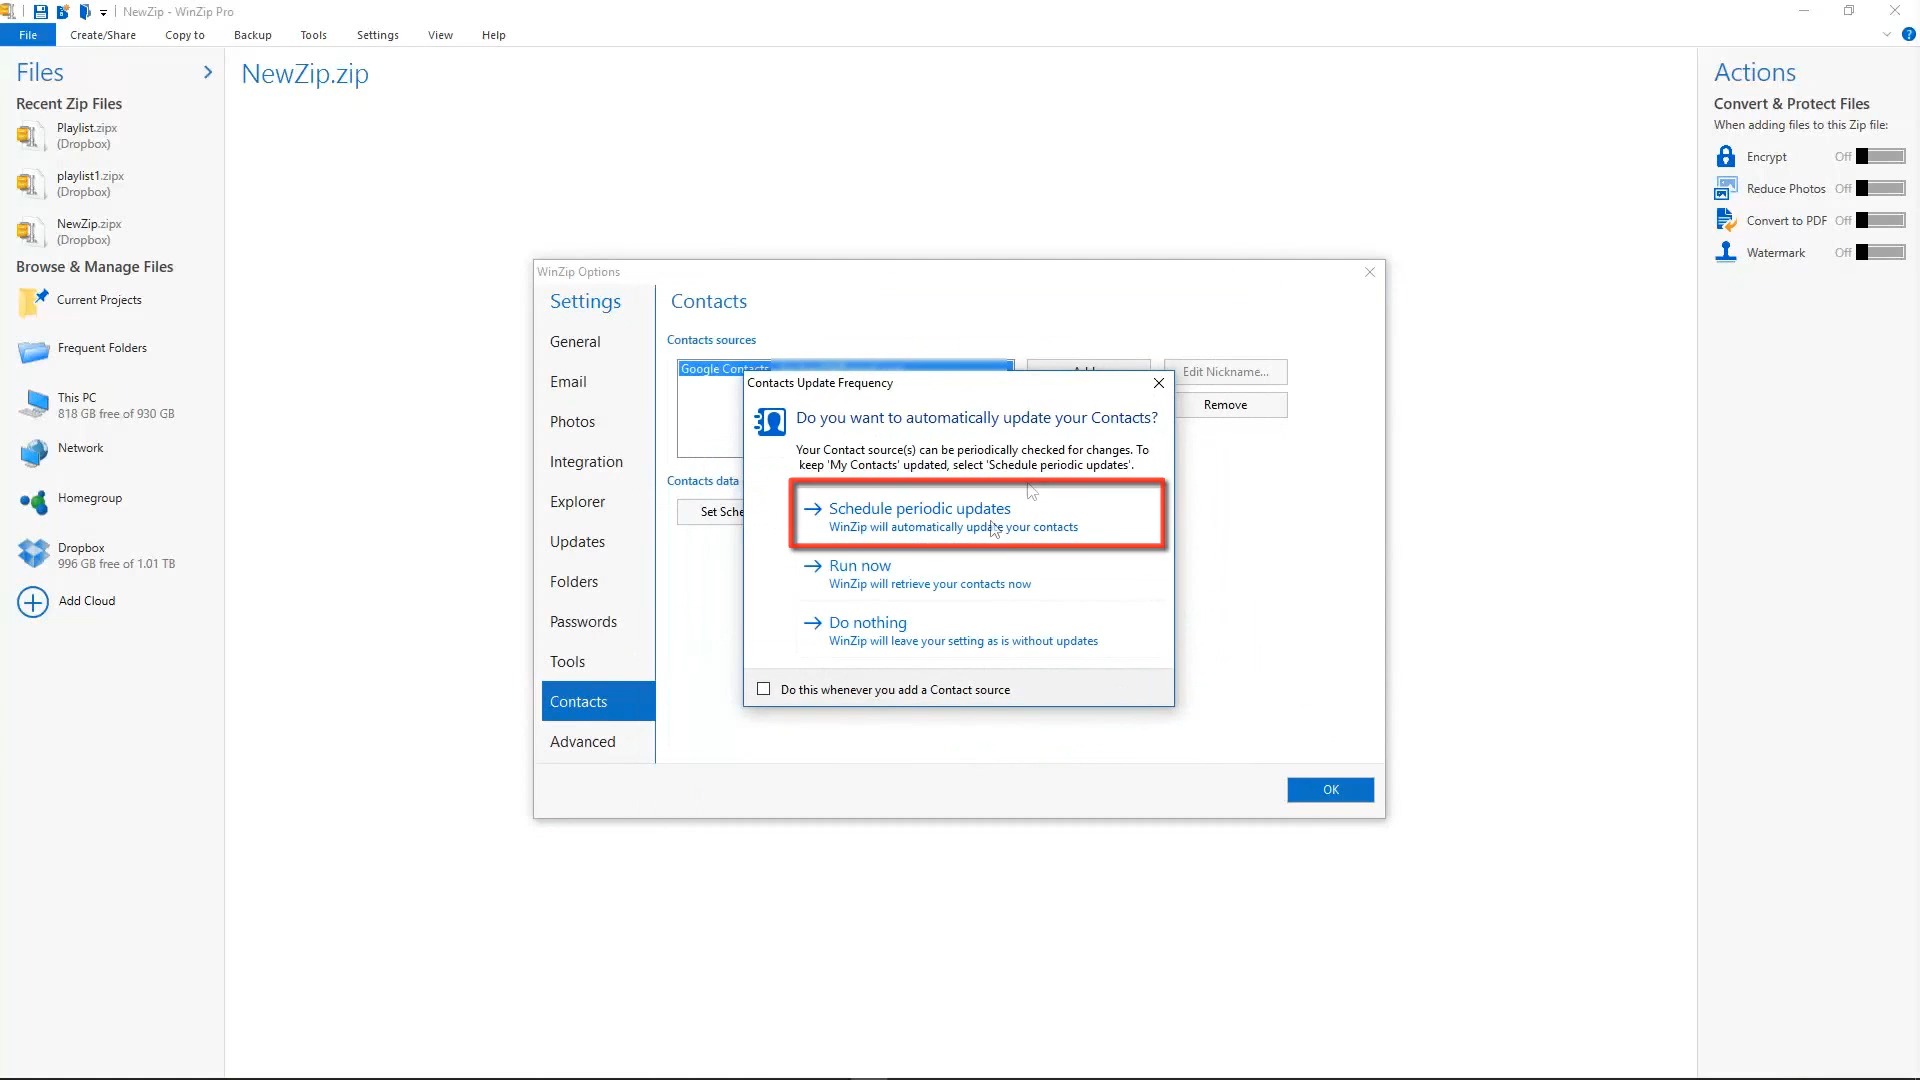 NewZip - WinZip Pro
File Create/Share Copy to Backup Tools Settings View Help
Files
Recent Zip Files
Playlist.zipx
(Dropbox)
playlist1.zipx
(Dropbox)
NewZip.zipx
(Dropbox)
Browse & Manage Files
Current Projects
Frequent Folders
This PC
818 GB free of 930 GB
Network
Homegroup
Dropbox
996 GB free of 1.01 TB
Add Cloud
NewZip.zip
WinZip Options
Settings
General
Email
Photos
Integration
Explorer
Updates
Folders
Passwords
Tools
Contacts
Advanced
Contacts
Contacts sources
Google Contacts
Edit Nickname...
Remove
Contacts data
Set Sche
OK
Contacts Update Frequency
Do you want to automatically update your Contacts?
Your Contact source(s) can be periodically checked for changes. To
keep 'My Contacts' updated, select 'Schedule periodic updates'.
Schedule periodic updates
WinZip will automatically update your contacts
Run now
WinZip will retrieve your contacts now
Do nothing
WinZip will leave your setting as is without updates
Do this whenever you add a Contact source
Actions
Convert & Protect Files
When adding files to this Zip file:
Encrypt Off
Reduce Photos Off
Convert to PDF Off
Watermark Off